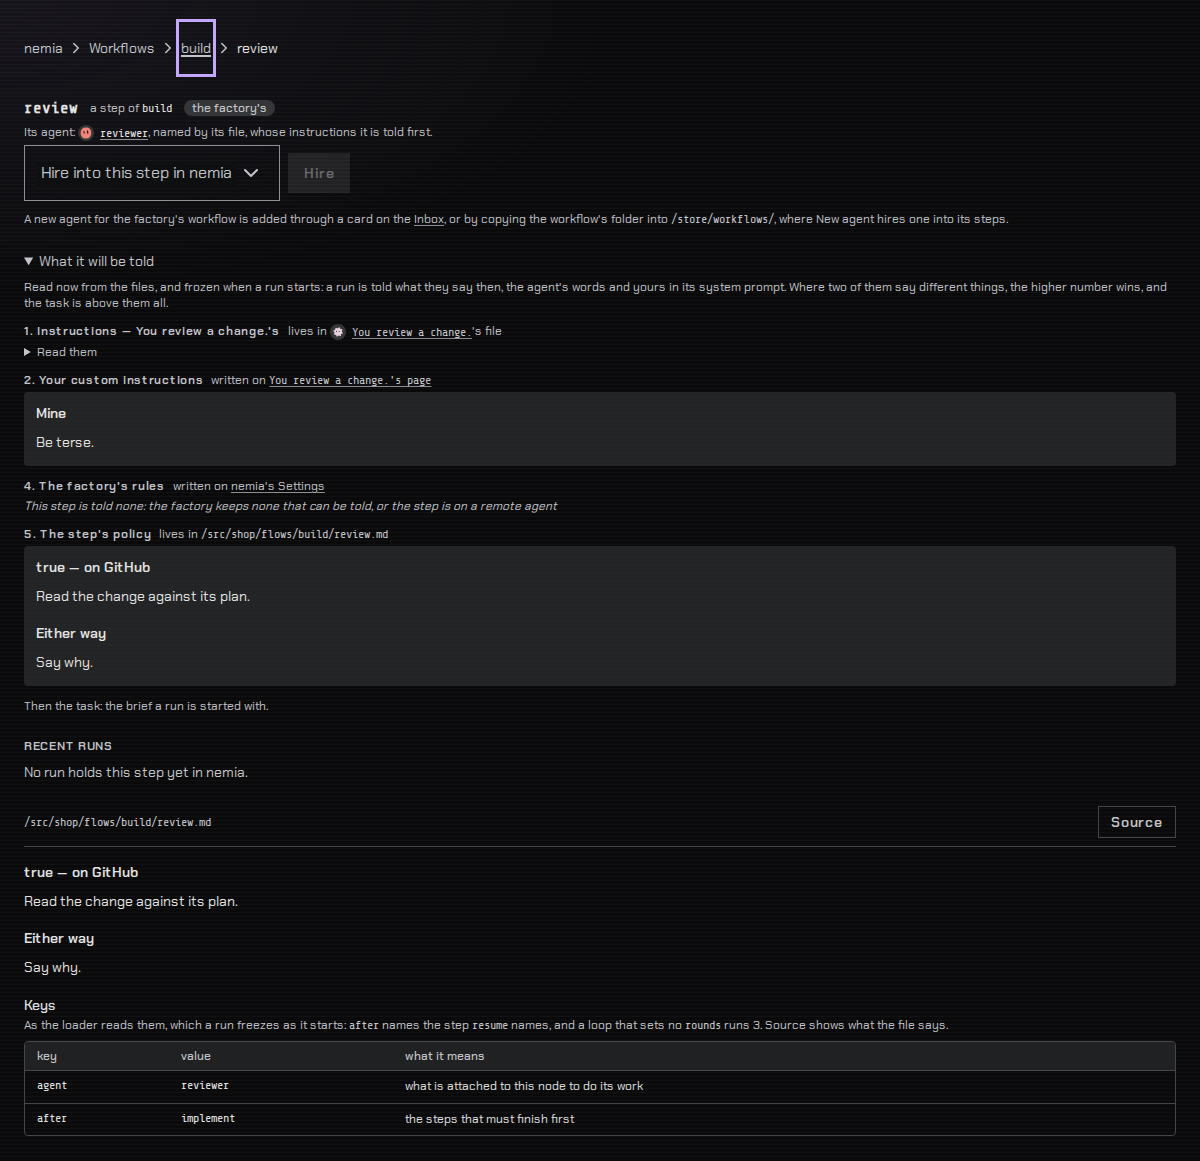 nemia > Workflows > build > review
review a step of build the factory's
Its agent: reviewer, named by its file, whose instructions it is told first.
Hire into this step in nemia
Hire
A new agent for the factory's workflow is added through a card on the Inbox, or by copying the workflow's folder into /store/workflows/, where New agent hires one into its steps.
▼ What it will be told
Read now from the files, and frozen when a run starts: a run is told what they say then, the agent's words and yours in its system prompt. Where two of them say different things, the higher number wins, and
the task is above them all.
1. Instructions — You review a change.'s lives in You review a change.'s file
▶ Read them
2. Your custom instructions written on You review a change.'s page
Mine
Be terse.
4. The factory's rules written on nemia's Settings
This step is told none: the factory keeps none that can be told, or the step is on a remote agent
5. The step's policy lives in /src/shop/flows/build/review.md
true — on GitHub
Read the change against its plan.
Either way
Say why.
Then the task: the brief a run is started with.
RECENT RUNS
No run holds this step yet in nemia.
/src/shop/flows/build/review.md
Source
true — on GitHub
Read the change against its plan.
Either way
Say why.
Keys
As the loader reads them, which a run freezes as it starts: after names the step resume names, and a loop that sets no rounds runs 3. Source shows what the file says.
key value what it means
agent reviewer what is attached to this node to do its work
after implement the steps that must finish first